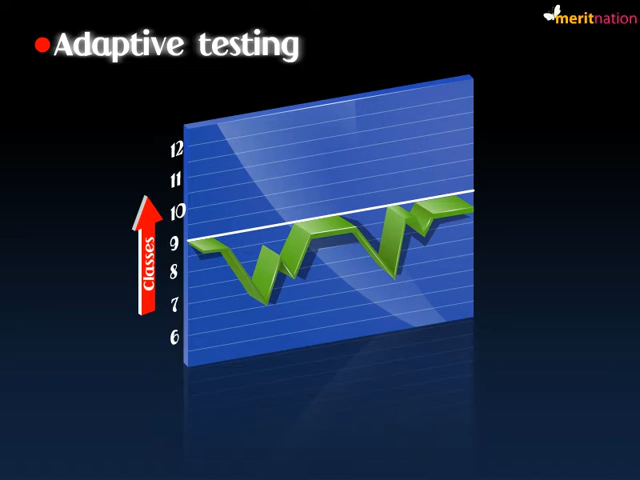 meritnation
Adaptive testing
12
11
10
9
8
7
6
Classes